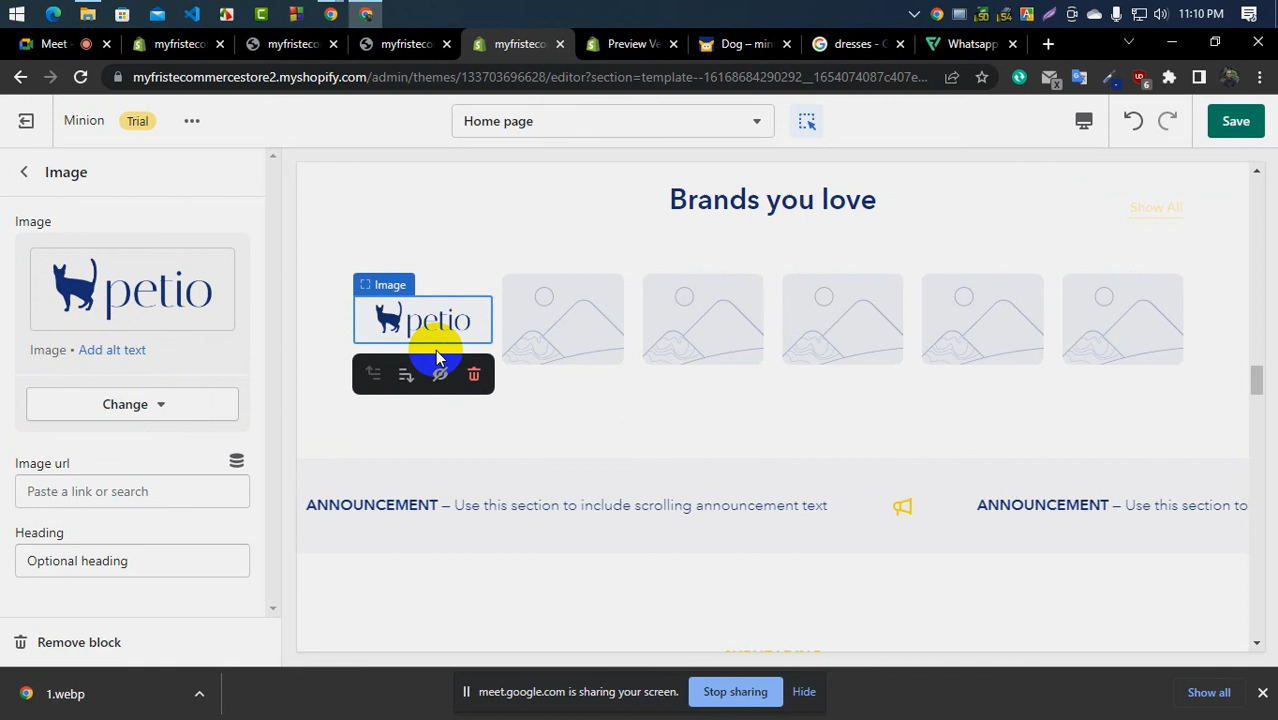 11:10 PM
Meet -
myfristeco
myfristeco
myfristeco
myfristeco
Preview Ve
Dog – mini
dresses - G
Whatsapp
myfristecommercestore2.myshopify.com/admin/themes/133703696628/editor?section=template--16168684290292__1654074087c407e...
Minion
Trial
Home page
Save
Image
Image
petio
Image • Add alt text
Change
Image url
Paste a link or search
Heading
Optional heading
Remove block
Brands you love
Show All
Image
petio
ANNOUNCEMENT – Use this section to include scrolling announcement text
ANNOUNCEMENT – Use this section to
1.webp
meet.google.com is sharing your screen.
Stop sharing
Hide
Show all